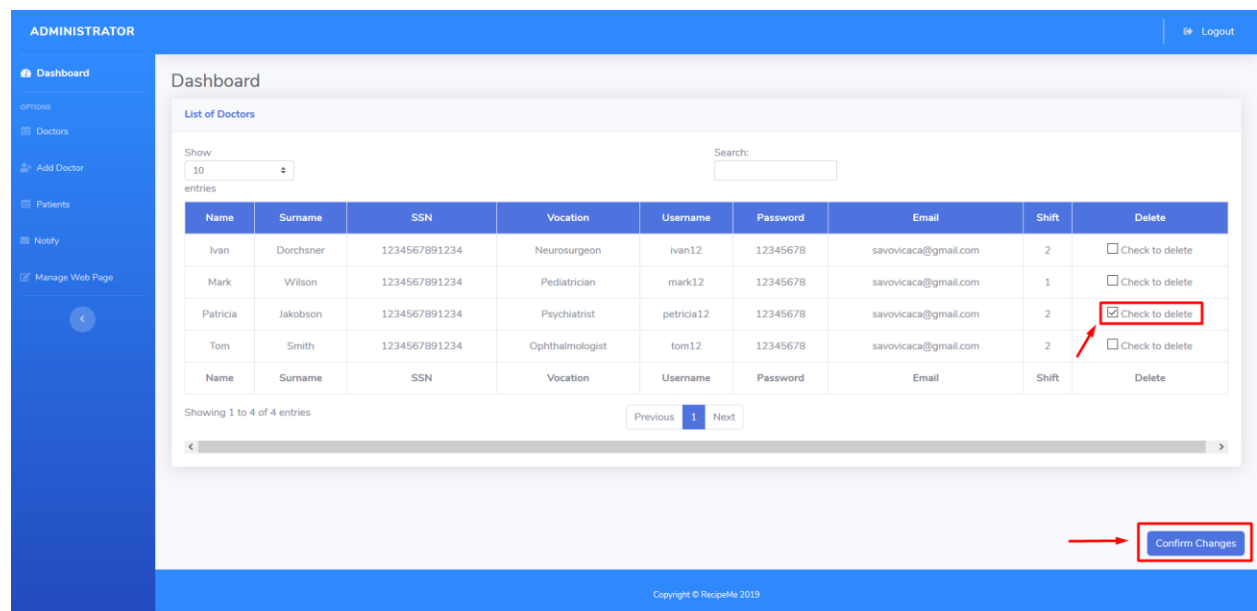 ADMINISTRATOR
Logout
Dashboard
OPTIONS
Doctors
Add Doctor
Patients
Notify
Manage Web Page
Dashboard
List of Doctors
Show
10
entries
Search:
Name Surname SSN Vocation Username Password Email Shift Delete
Ivan Dorchsner 1234567891234 Neurosurgeon ivan12 12345678 savovicaca@gmail.com 2 Check to delete
Mark Wilson 1234567891234 Pediatrician mark12 12345678 savovicaca@gmail.com 1 Check to delete
Patricia Jakobson 1234567891234 Psychiatrist petricia12 12345678 savovicaca@gmail.com 2 Check to delete
Tom Smith 1234567891234 Ophthalmologist tom12 12345678 savovicaca@gmail.com 2 Check to delete
Name Surname SSN Vocation Username Password Email Shift Delete
Showing 1 to 4 of 4 entries
Previous 1 Next
Confirm Changes
Copyright © RecipeMe 2019